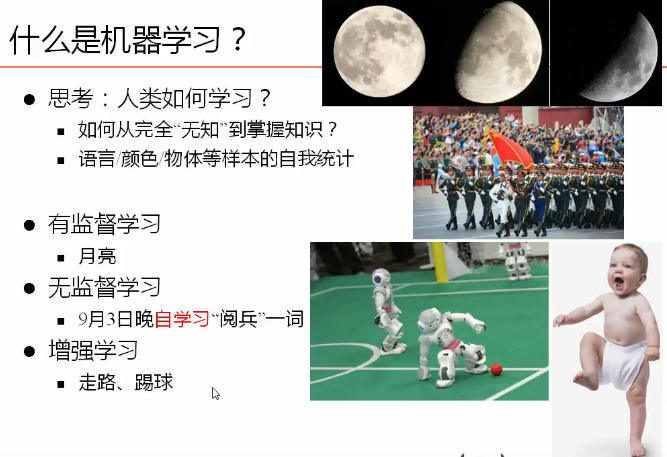 什么是机器学习？
思考：人类如何学习？
如何从完全“无知”到掌握知识？
语言/颜色/物体等样本的自我统计
有监督学习
月亮
无监督学习
9月3日晚自学习“阅兵”一词
增强学习
走路、踢球